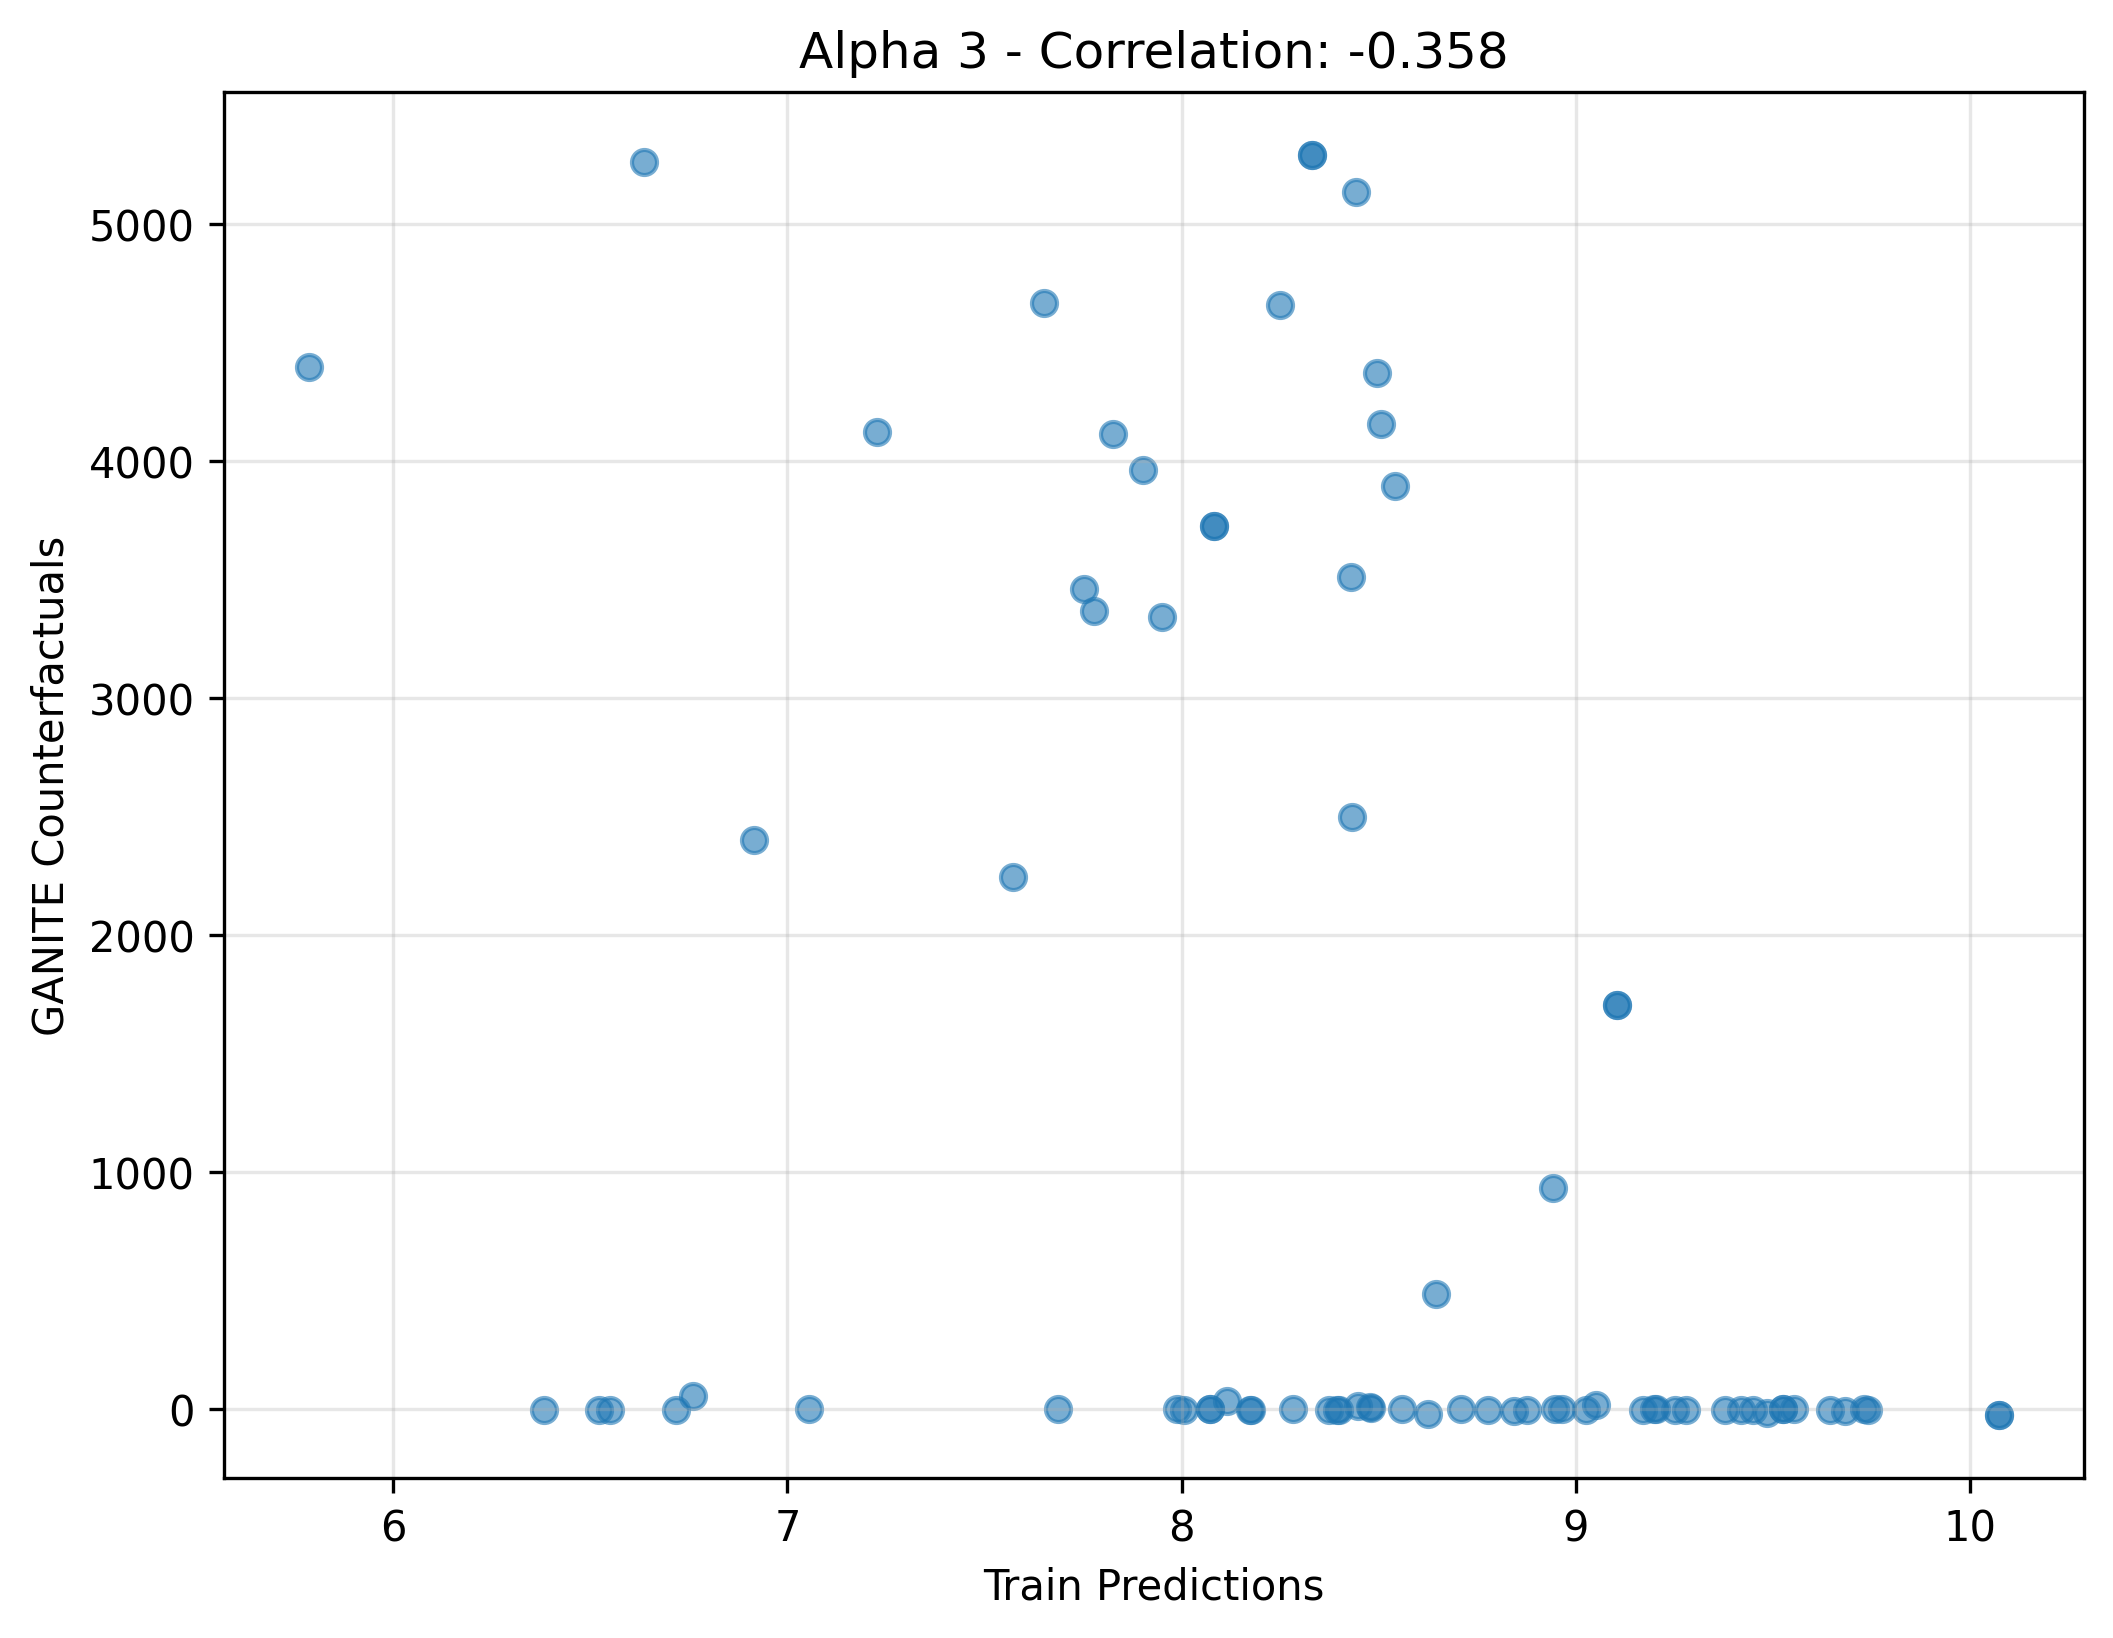 Alpha 3 - Correlation: -0.358
GANITE Counterfactuals
5000
4000
3000
2000
1000
0
6 7 8 9 10
Train Predictions